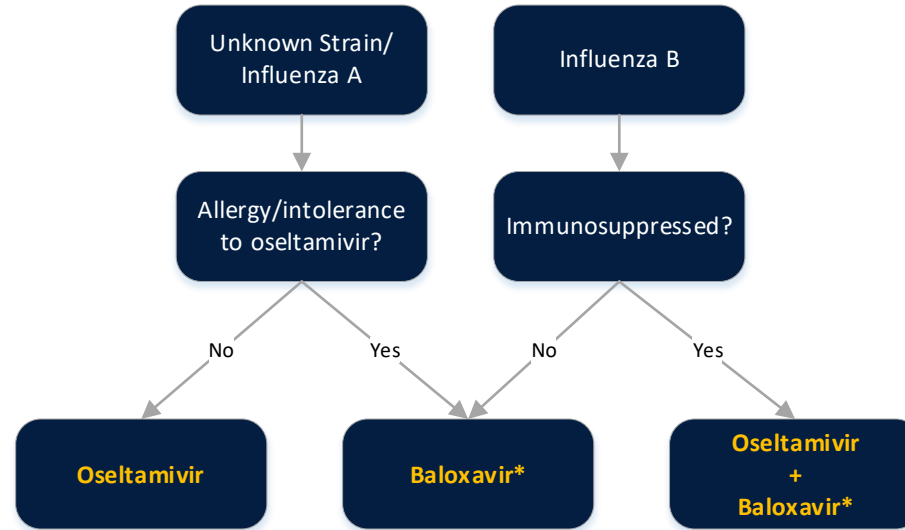 Unknown Strain/
Influenza A
Influenza B
Allergy/intolerance
to oseltamivir?
Immunosuppressed?
No
Yes
No
Yes
Oseltamivir
Baloxavir*
Oseltamivir
+
Baloxavir*